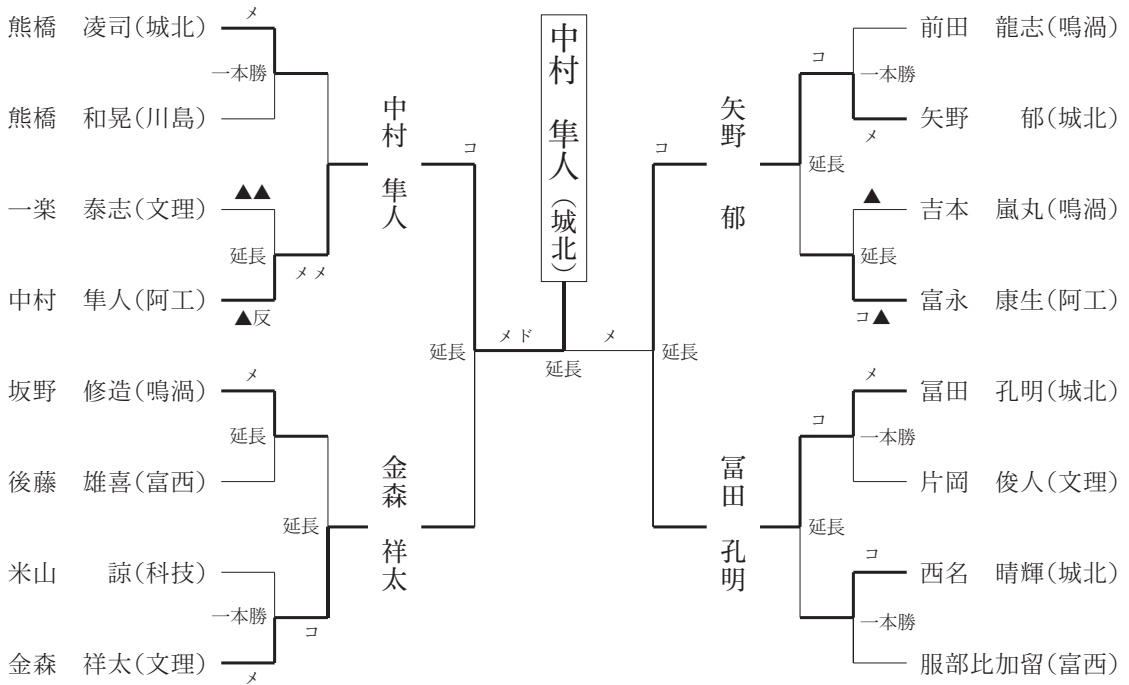 メ
熊橋　凌司(城北)
一本勝
熊橋　和晃(川島)
▲▲
一楽　泰志(文理)
延長
メメ
中村　隼人(阿工)
▲反
メ
坂野　修造(鳴渦)
延長
後藤　雄喜(富西)
延長
米山　諒(科技)
一本勝
コ
金森　祥太(文理)
メ
中村　隼人
金森　祥太
コ
延長
メド
中村　隼人(城北)
延長
メ
コ
延長
矢野　郁
冨田　孔明
前田　龍志(鳴渦)
コ
一本勝
矢野　郁(城北)
メ
延長
▲
吉本　嵐丸(鳴渦)
延長
富永　康生(阿工)
コ▲
メ
冨田　孔明(城北)
コ
一本勝
片岡　俊人(文理)
延長
コ
西名　晴輝(城北)
一本勝
服部比加留(富西)